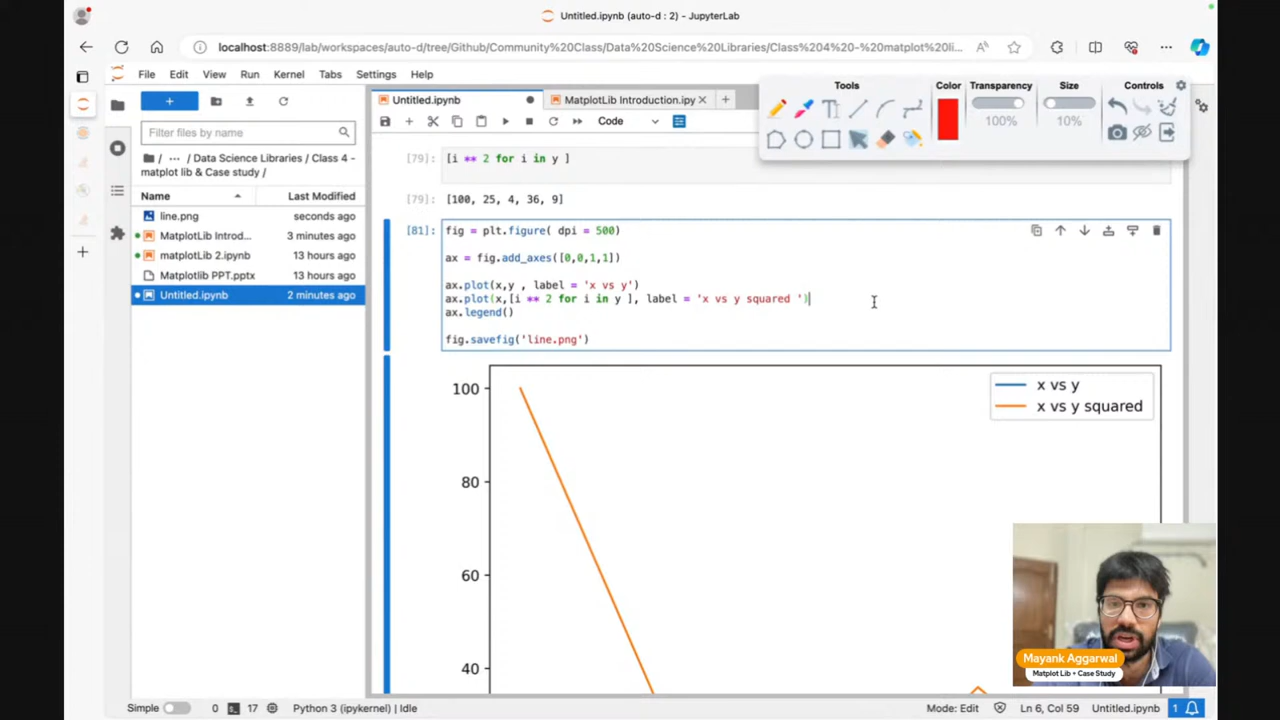 Untitled.ipynb (auto-d : 2) - JupyterLab
localhost:8889/lab/workspaces/auto-d/tree/Github/Community%20Class/Data%20Science%20Libraries/Class%204%20-%20matplot%20li...
File Edit View Run Kernel Tabs Settings Help
Tools Color Transparency Size Controls
100% 10%
Untitled.ipynb MatplotLib Introduction.ipy
Code
Filter files by name
/ ... / Data Science Libraries / Class 4 -
matplot lib & Case study /
Name Last Modified
line.png seconds ago
MatplotLib Introd... 3 minutes ago
matplotLib 2.ipynb 13 hours ago
Matplotlib PPT.pptx 13 hours ago
Untitled.ipynb 2 minutes ago
[79]: [i ** 2 for i in y ]
[79]: [100, 25, 4, 36, 9]
[81]: fig = plt.figure( dpi = 500)
ax = fig.add_axes([0,0,1,1])
ax.plot(x,y , label = 'x vs y')
ax.plot(x,[i ** 2 for i in y ], label = 'x vs y squared ')
ax.legend()
fig.savefig('line.png')
100
80
60
40
x vs y
x vs y squared
Mayank Aggarwal
Matplot Lib + Case Study
Simple 0 17 Python 3 (ipykernel) | Idle Mode: Edit Ln 6, Col 59 Untitled.ipynb 1